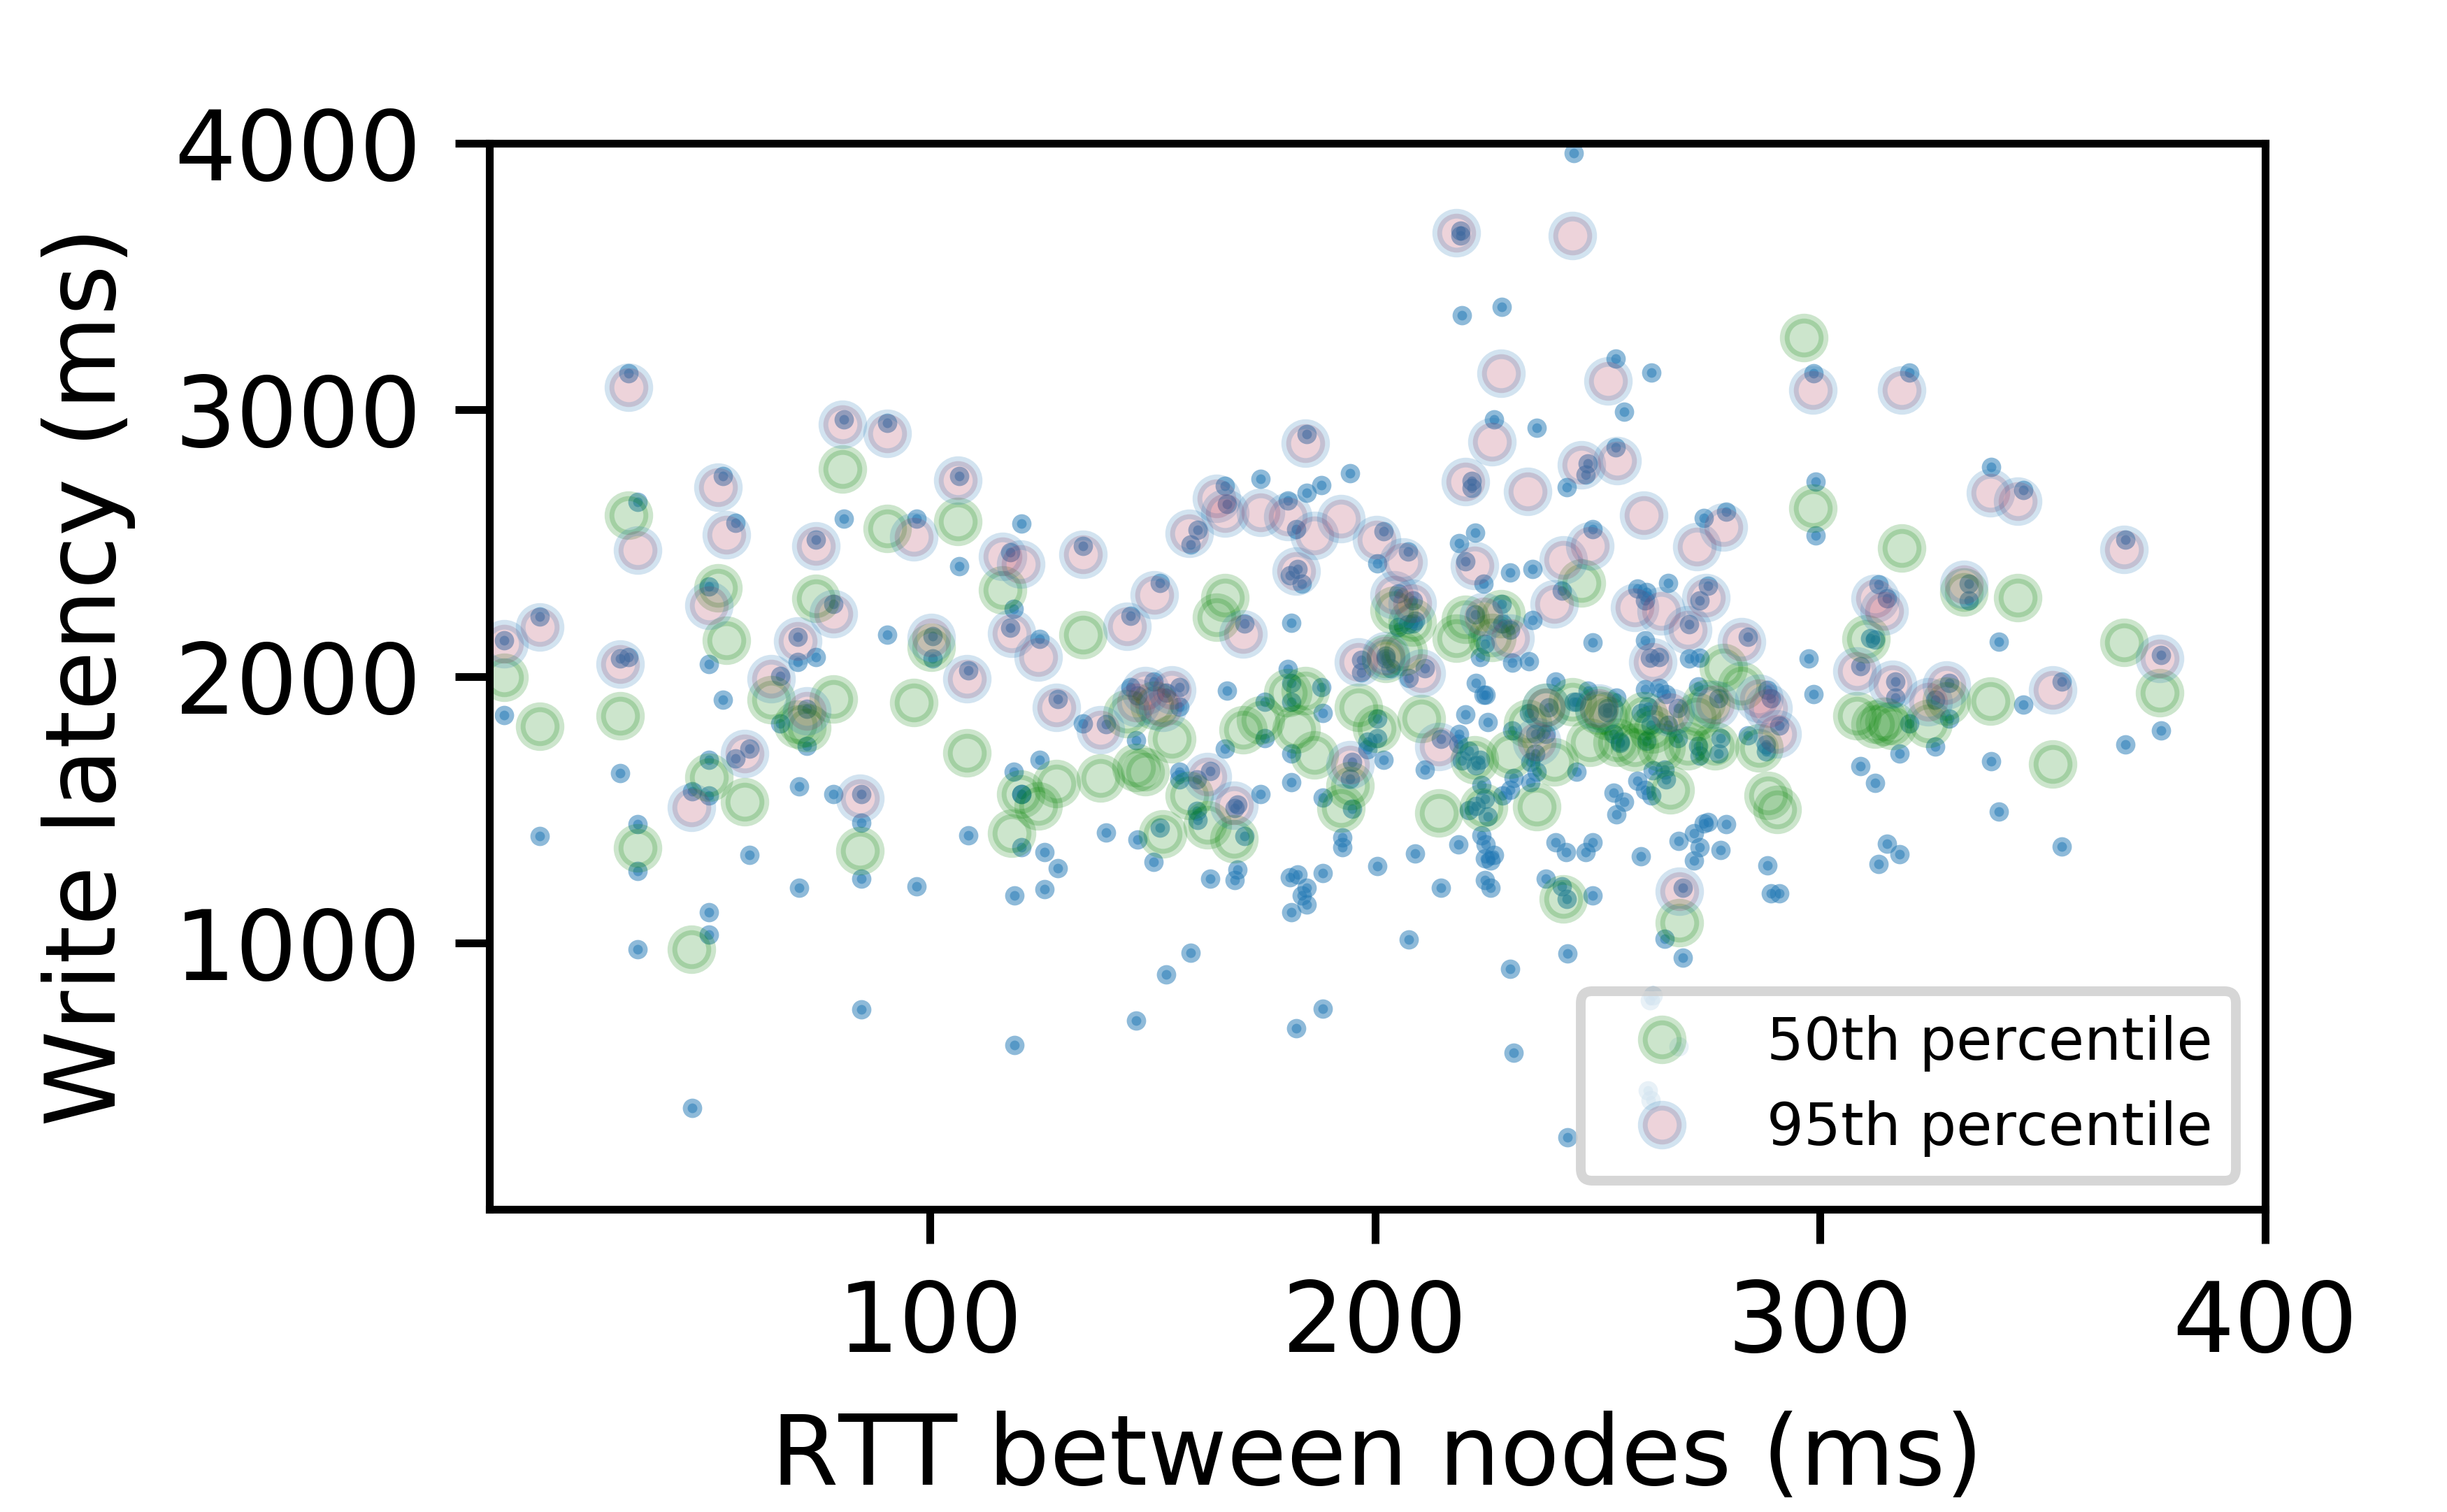 4000
3000
2000
1000
Write latency (ms)
50th percentile
95th percentile
100 200 300 400
RTT between nodes (ms)